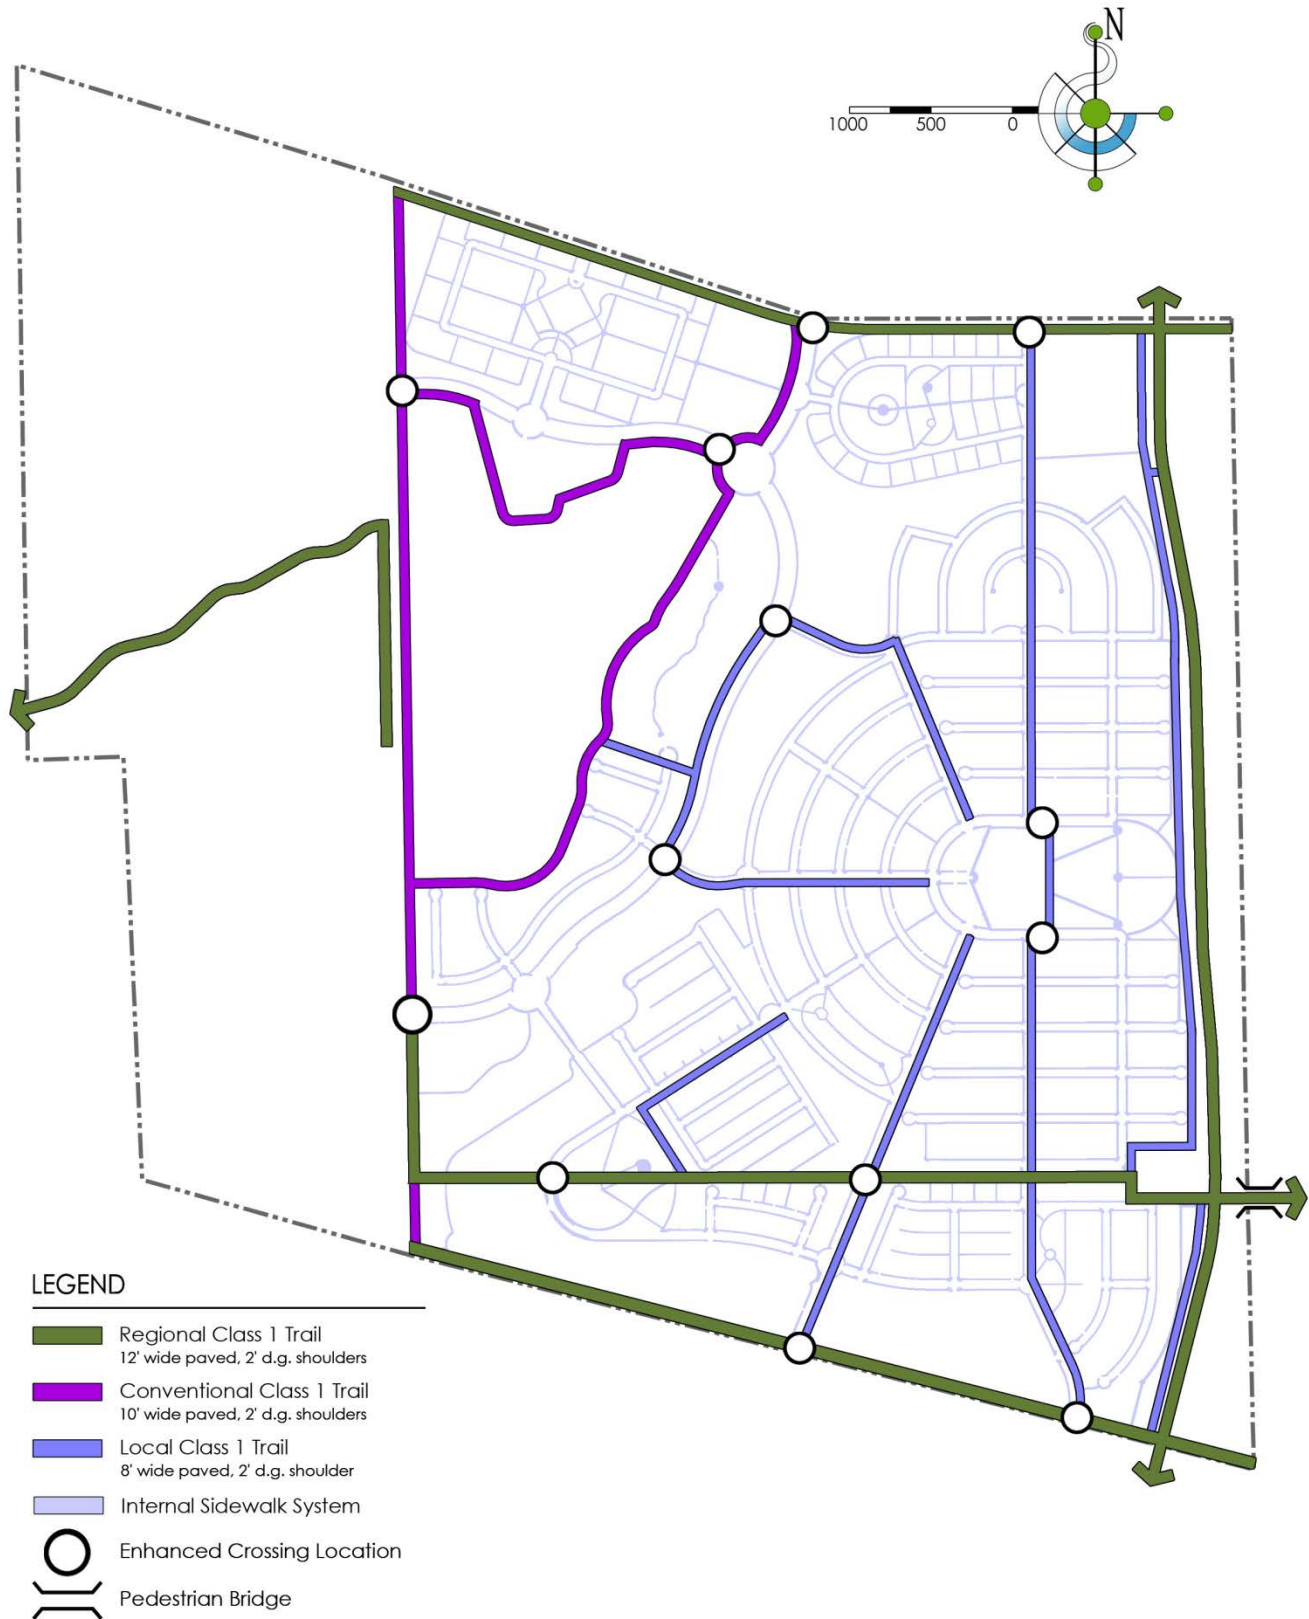 N
1000 500 0
LEGEND
Regional Class 1 Trail
12' wide paved, 2' d.g. shoulders
Conventional Class 1 Trail
10' wide paved, 2' d.g. shoulders
Local Class 1 Trail
8' wide paved, 2' d.g. shoulder
Internal Sidewalk System
Enhanced Crossing Location
Pedestrian Bridge